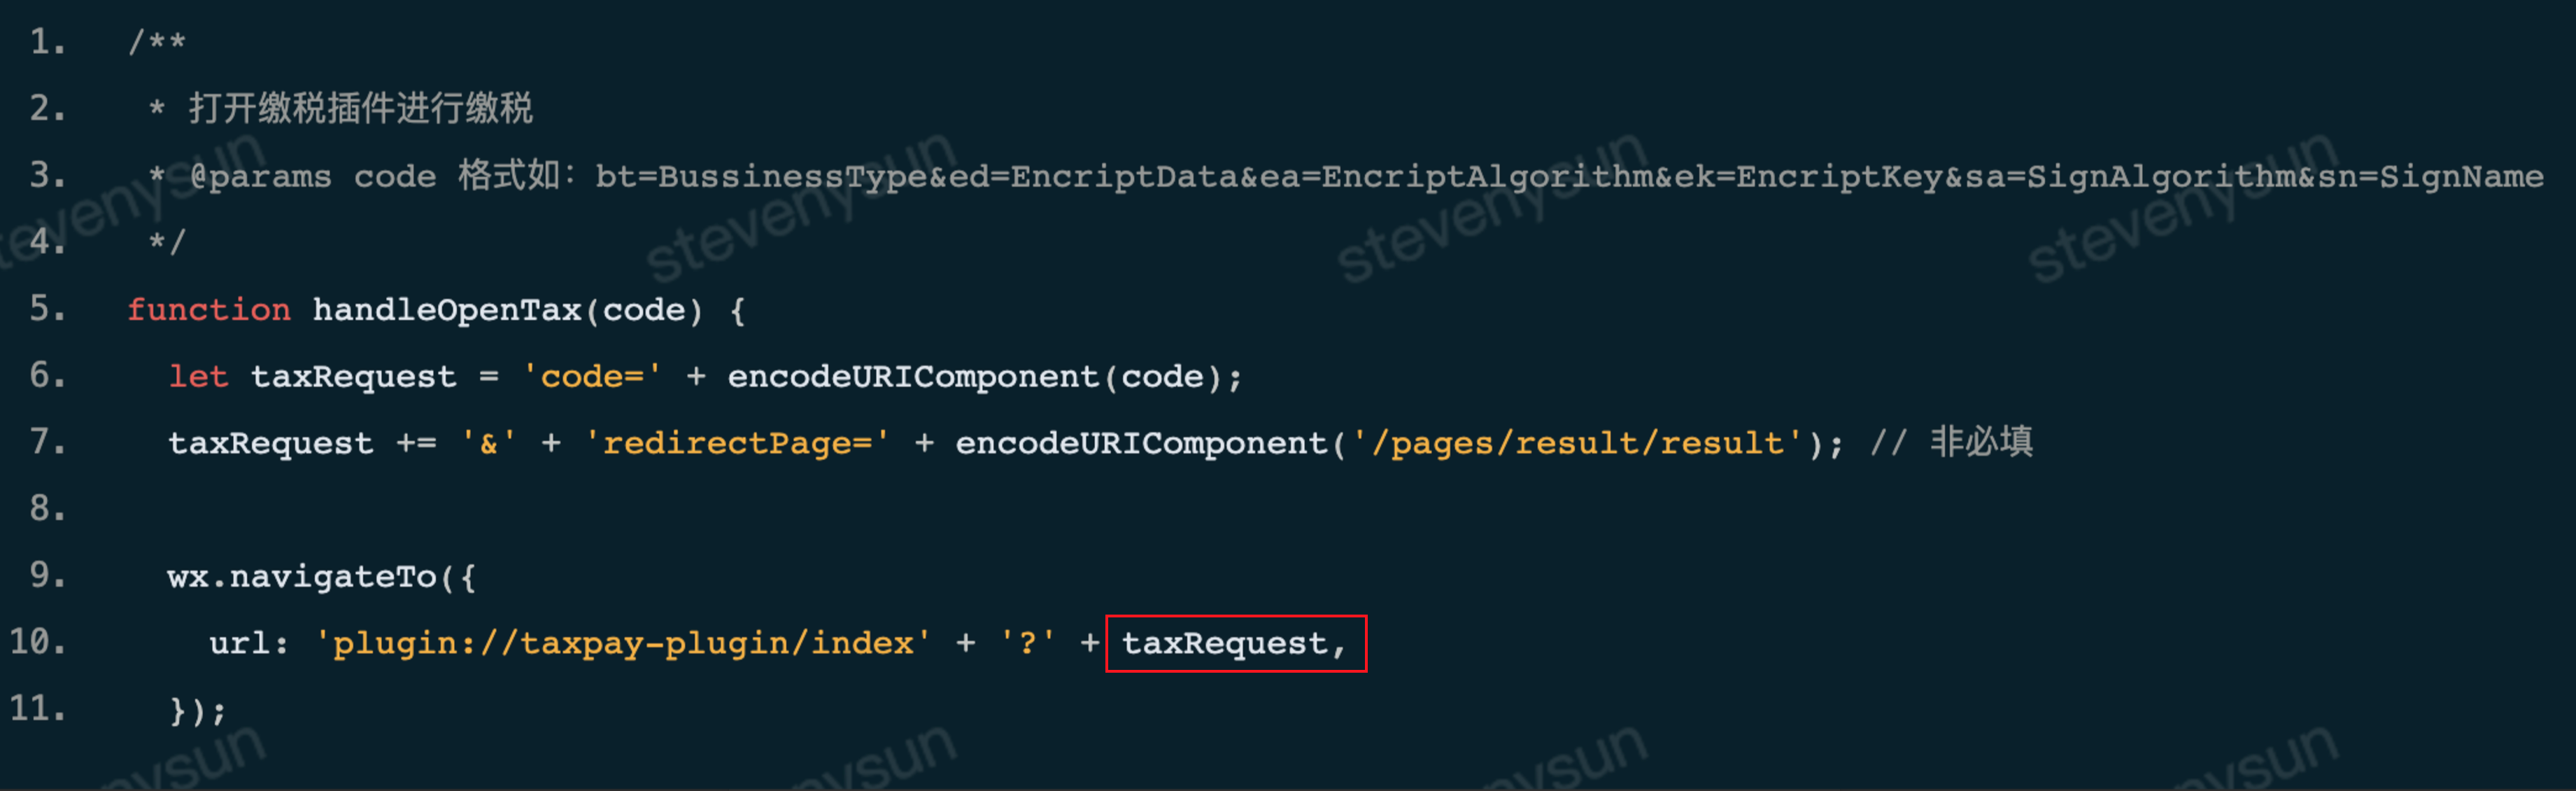 1. /**
2. * 打开缴税插件进行缴税
3. * @params code 格式如：bt=BussinessType&ed=EncriptData&ea=EncriptAlgorithm&ek=EncriptKey&sa=SignAlgorithm&sn=SignName
4. */
5. function handleOpenTax(code) {
6. let taxRequest = 'code=' + encodeURIComponent(code);
7. taxRequest += '&' + 'redirectPage=' + encodeURIComponent('/pages/result/result'); // 非必填
8.
9. wx.navigateTo({
10. url: 'plugin://taxpay-plugin/index' + '?' + taxRequest,
11. });
stevenysun
stevenysun
stevenysun